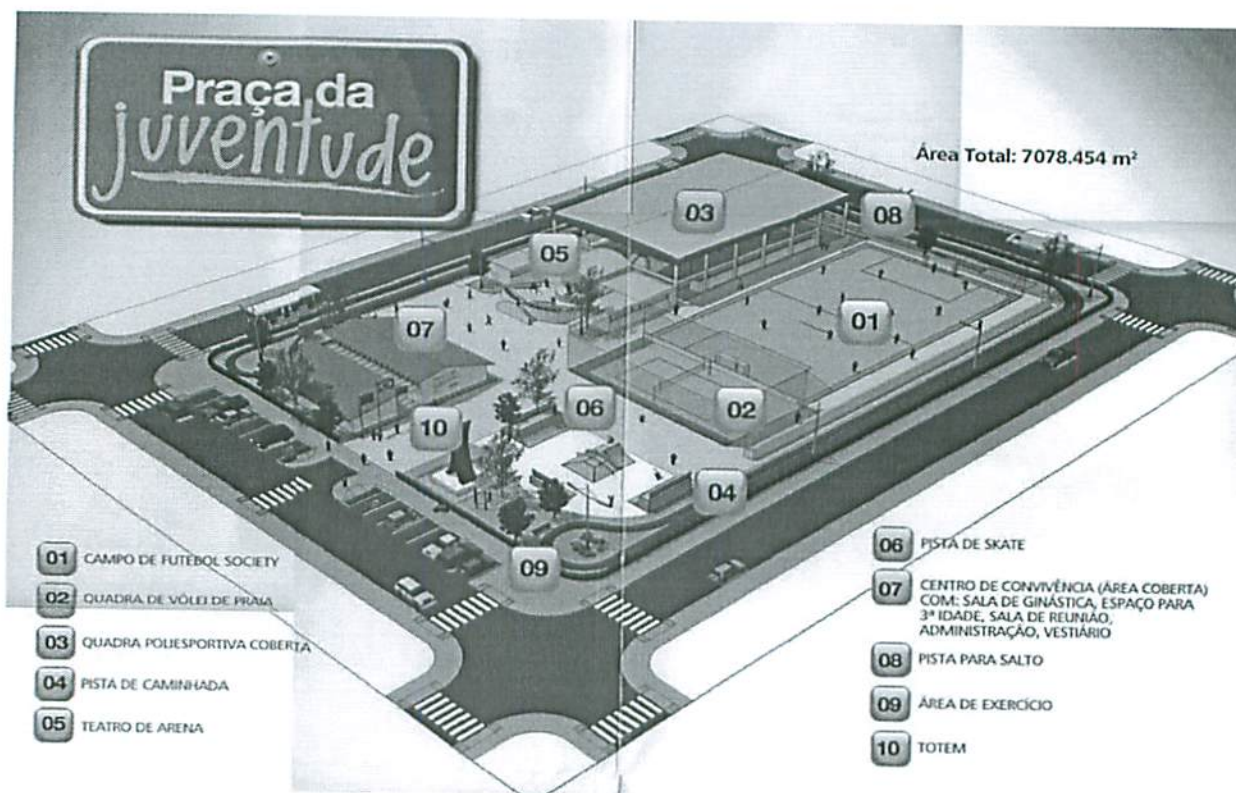 Praça da
juventude
Área Total: 7078.454 m²
03
08
05
01
07
02
06
10
04
09
01 CAMPO DE FUTEBOL SOCIETY
02 QUADRA DE VÔLEI DE PRAIA
03 QUADRA POLIESPORTIVA COBERTA
04 PISTA DE CAMINHADA
05 TEATRO DE ARENA
06 PISTA DE SKATE
07 CENTRO DE CONVIVÊNCIA (ÁREA COBERTA)
COM: SALA DE GINÁSTICA, ESPAÇO PARA
3ª IDADE, SALA DE REUNIÃO,
ADMINISTRAÇÃO, VESTIÁRIO
08 PISTA PARA SALTO
09 ÁREA DE EXERCÍCIO
10 TOTEM